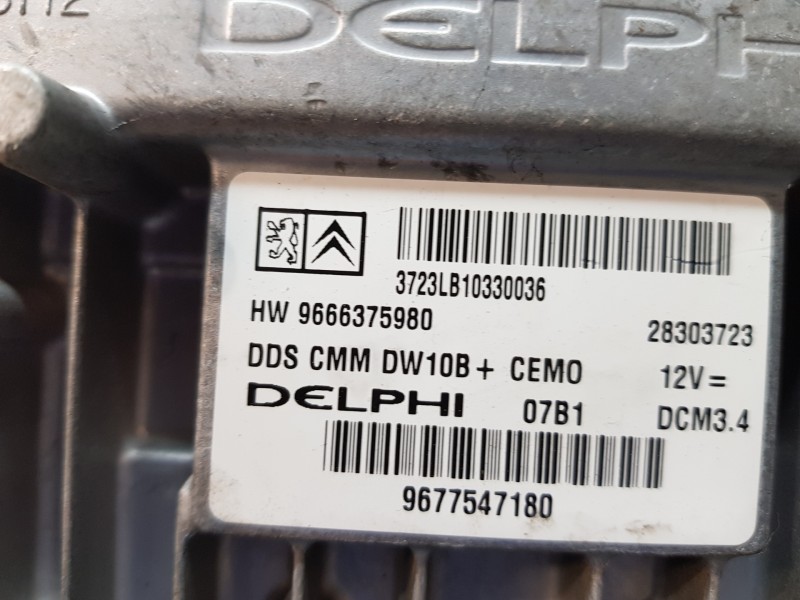 DELPHI
3723LB10330036
HW 9666375980 28303723
DDS CMM DW10B+ CEMO 12V=
DELPHI 07B1 DCM3.4
9677547180